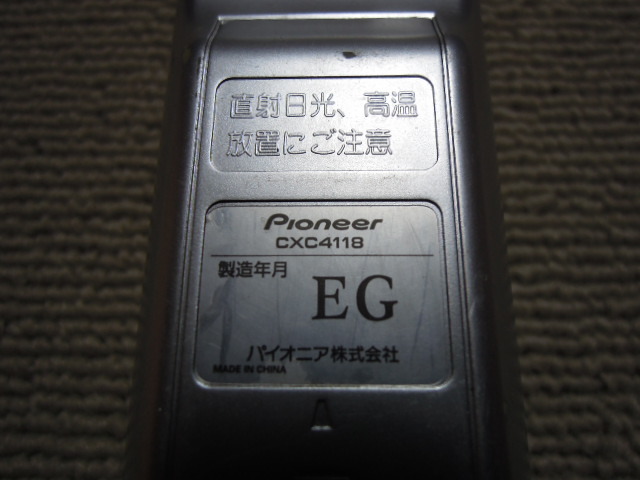 直射日光、高温
放置にご注意
Pioneer
CXC4118
製造年月
EG
パイオニア株式会社
MADE IN CHINA